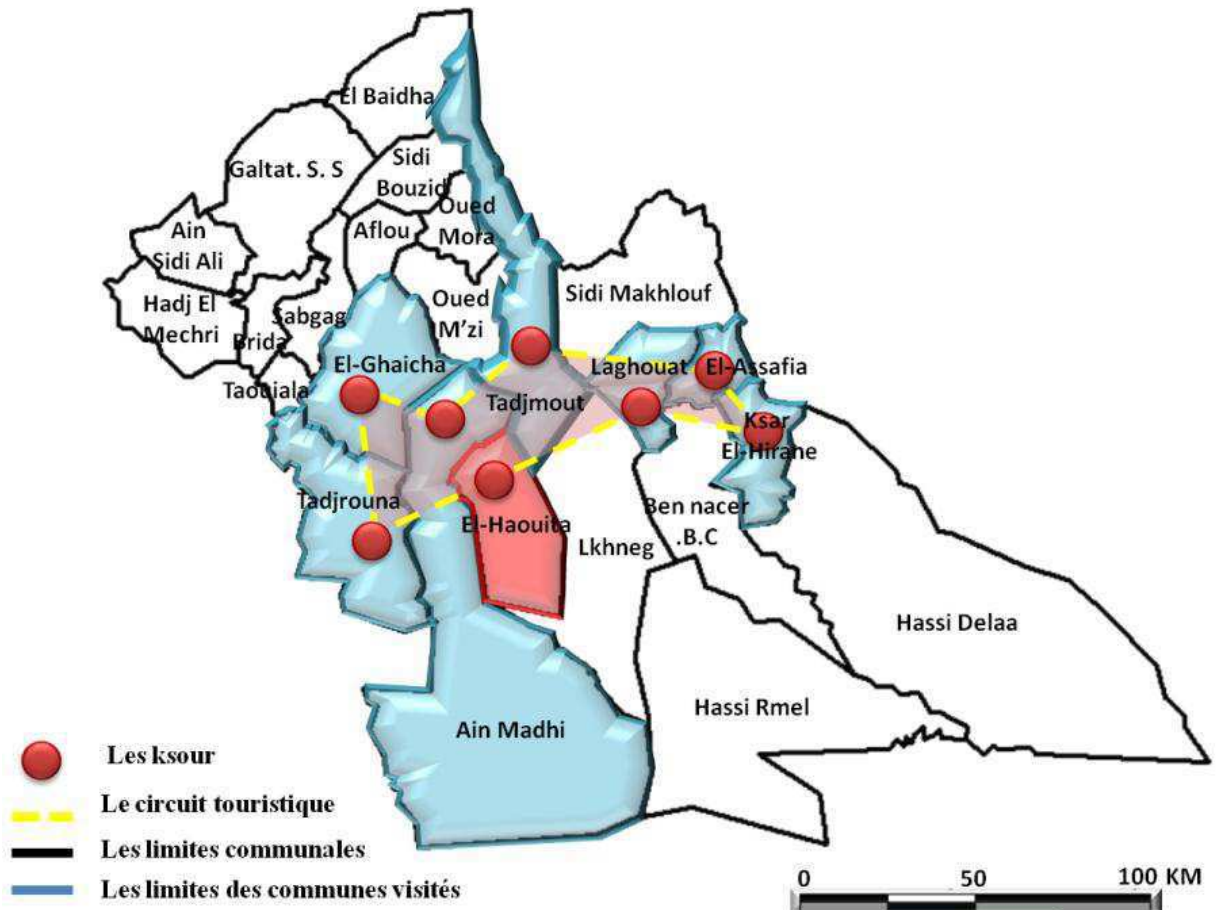 El Baidha
Galtat. S. S
Sidi
Bouzid
Oued
Mora
Aflou
Ain
Sidi Ali
Hadj El
Mechri
Brida
Sabgag
Taouiala
Oued
M'zi
Sidi Makhlouf
El-Ghaicha
Laghouat
El-Assafia
Tadjmout
Ksar
El-Hirane
Tadjrouna
El-Haouita
Lkhneg
Ben nacer
.B.C
Hassi Delaa
Hassi Rmel
Ain Madhi
Les ksour
Le circuit touristique
Les limites communales
Les limites des communes visités
0 50 100 KM